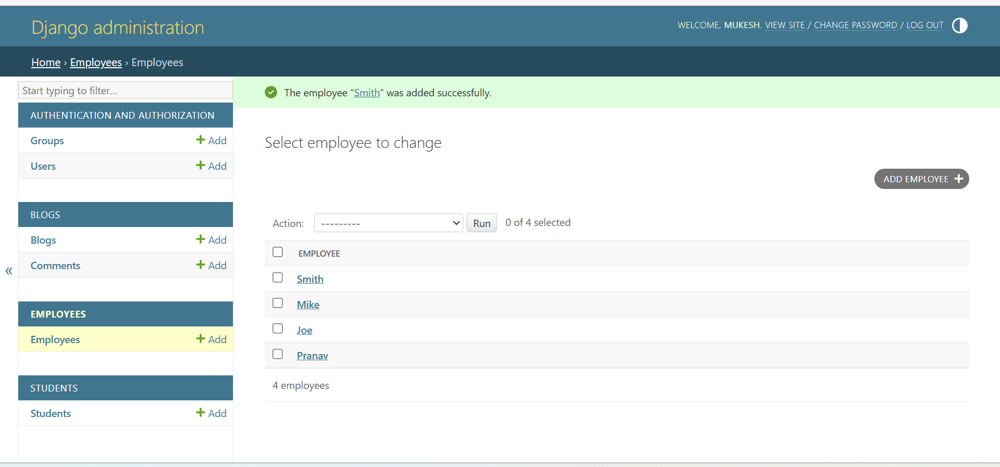 Django administration
WELCOME, MUKESH. VIEW SITE / CHANGE PASSWORD / LOG OUT
Home › Employees › Employees
Start typing to filter...
AUTHENTICATION AND AUTHORIZATION
Groups + Add
Users + Add
BLOGS
Blogs + Add
Comments + Add
EMPLOYEES
Employees + Add
STUDENTS
Students + Add
«
The employee “Smith” was added successfully.
Select employee to change
ADD EMPLOYEE +
Action: --------- Run 0 of 4 selected
EMPLOYEE
Smith
Mike
Joe
Pranav
4 employees